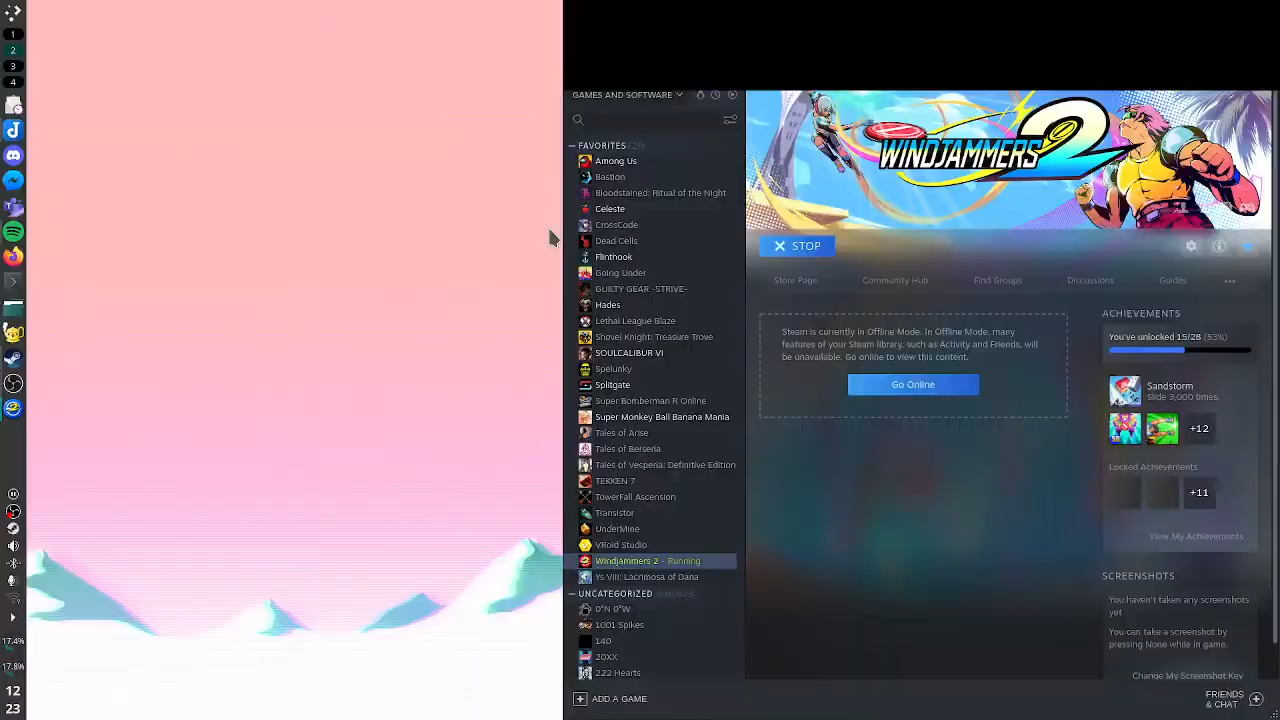 1
2
3
4
17.4%
17.8%
12
23
GAMES AND SOFTWARE
FAVORITES (27)
Among Us
Bastion
Bloodstained: Ritual of the Night
Celeste
CrossCode
Dead Cells
Flinthook
Going Under
GUILTY GEAR -STRIVE-
Hades
Lethal League Blaze
Shovel Knight: Treasure Trove
SOULCALIBUR VI
Spelunky
Splitgate
Super Bomberman R Online
Super Monkey Ball Banana Mania
Tales of Arise
Tales of Berseria
Tales of Vesperia: Definitive Edition
TEKKEN 7
TowerFall Ascension
Transistor
UnderMine
VRoid Studio
Windjammers 2 - Running
Ys VIII: Lacrimosa of Dana
UNCATEGORIZED
0°N 0°W
1001 Spikes
140
20XX
222 Hearts
ADD A GAME
WINDJAMMERS 2
STOP
Store Page
Community Hub
Find Groups
Discussions
Guides
Steam is currently in Offline Mode. In Offline Mode, many
features of your Steam library, such as Activity and Friends, will
be unavailable. Go online to view this content.
Go Online
ACHIEVEMENTS
You've unlocked 15/28 (53%)
Sandstorm
Slide 3,000 times.
+12
Locked Achievements
+11
View My Achievements
SCREENSHOTS
You haven't taken any screenshots
yet
You can take a screenshot by
pressing None while in game.
Change My Screenshot Key
FRIENDS
& CHAT